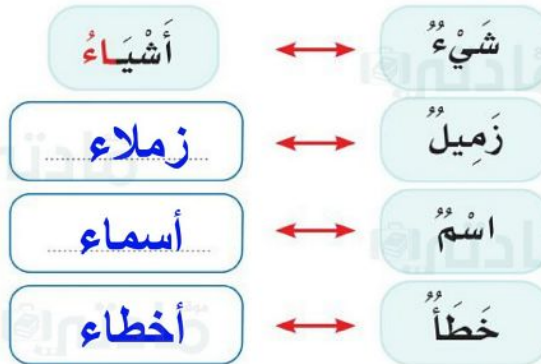 شَيْءٌ أَشْيَاءُ
زَمِيلٌ زملاء
اسْمٌ أسماء
خَطَأٌ أخطاء